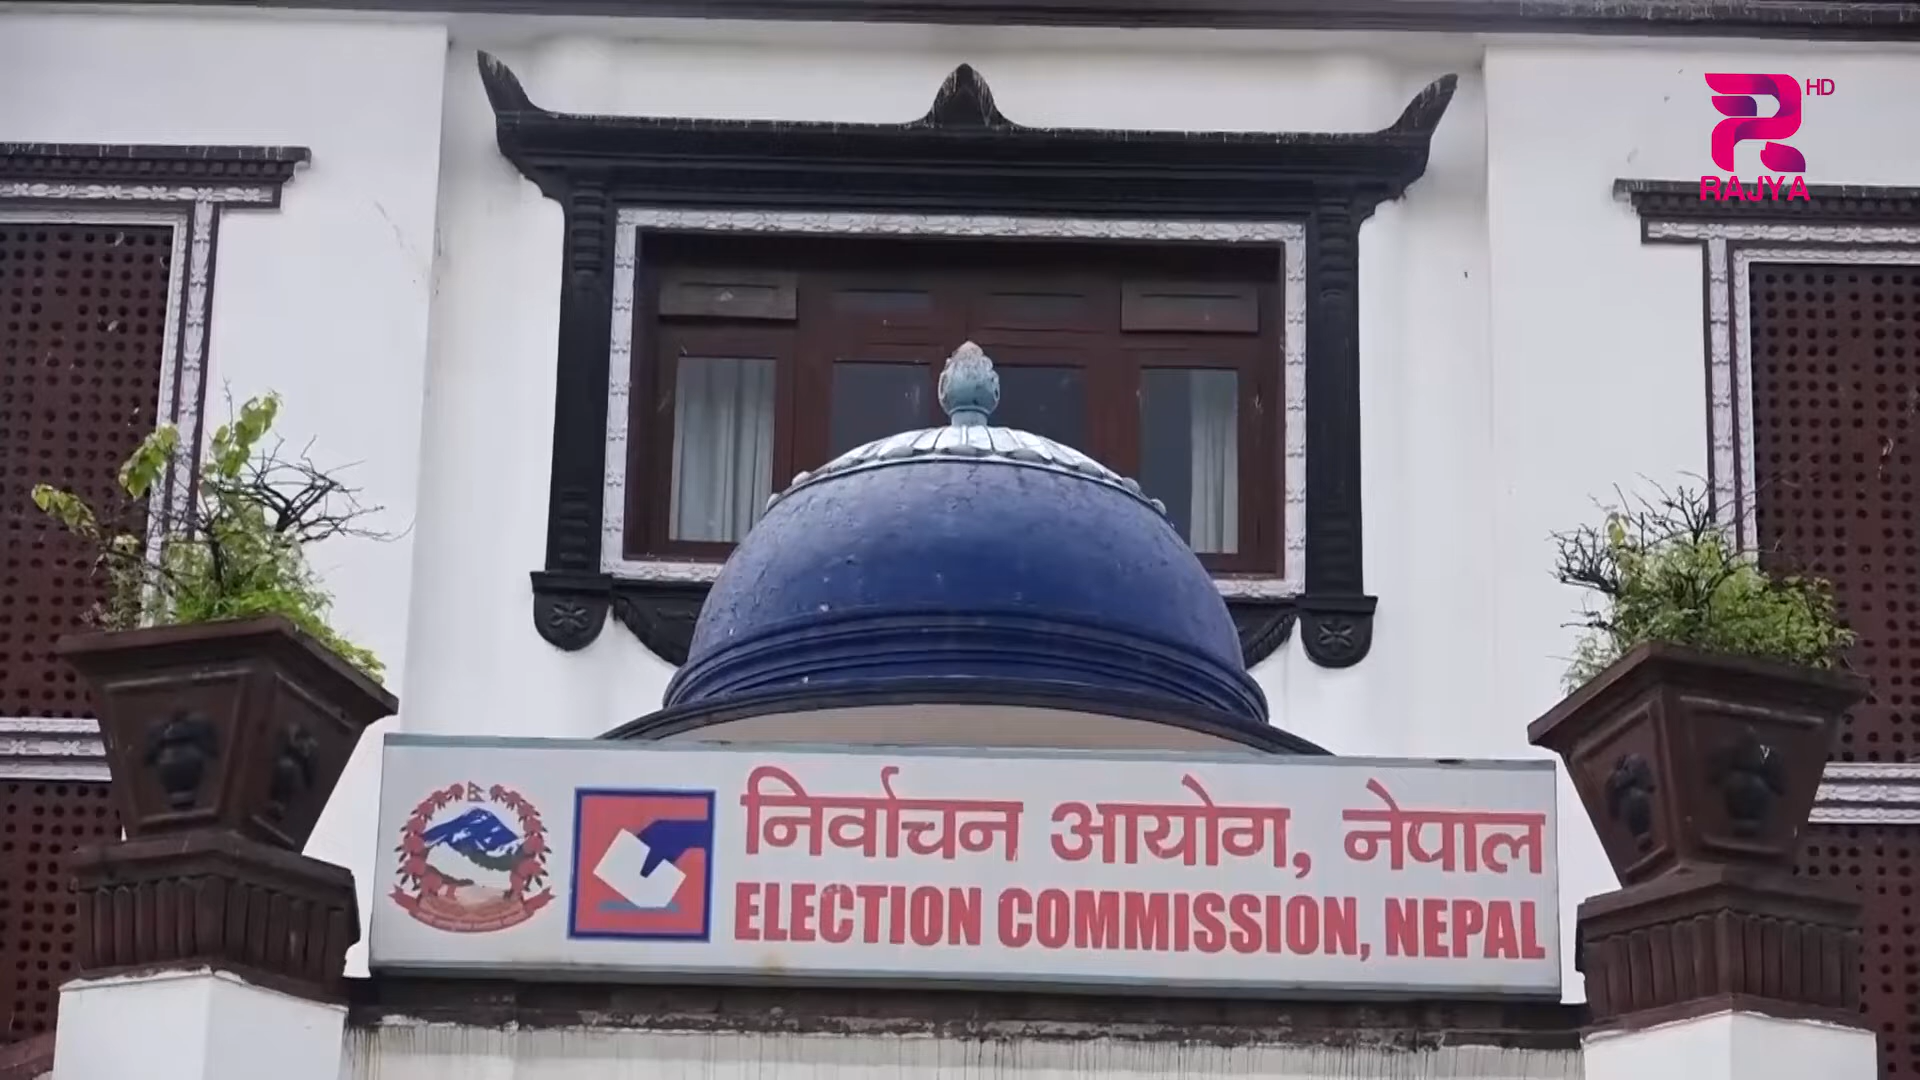 HD
RAJYA
निर्वाचन आयोग, नेपाल
ELECTION COMMISSION, NEPAL